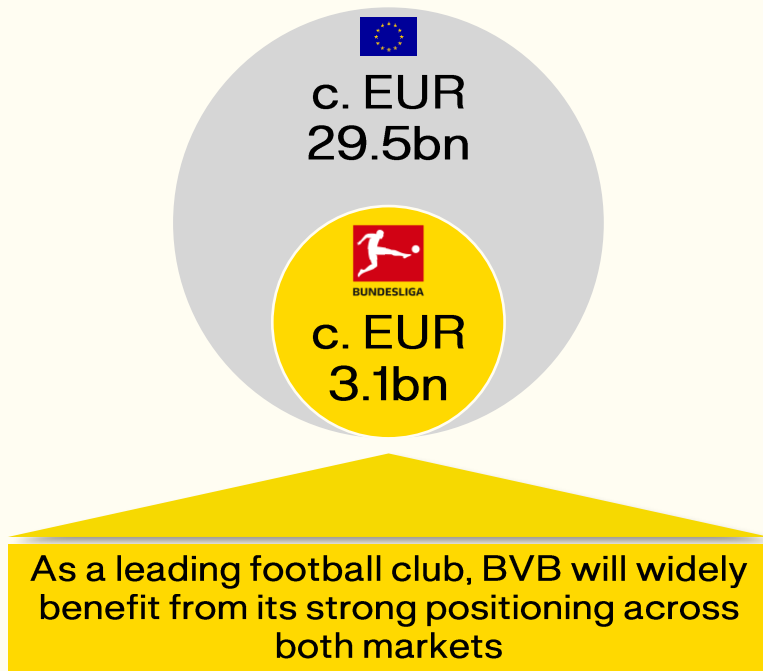 c. EUR
29.5bn
BUNDESLIGA
c. EUR
3.1bn
As a leading football club, BVB will widely
benefit from its strong positioning across
both markets